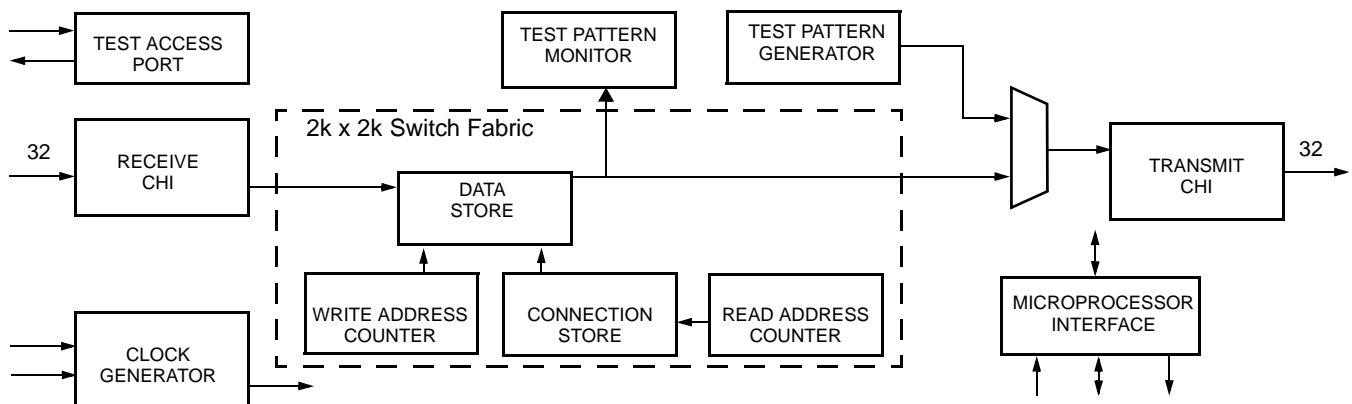 TEST ACCESS
PORT
TEST PATTERN
MONITOR
TEST PATTERN
GENERATOR
2k x 2k Switch Fabric
32
RECEIVE
CHI
DATA
STORE
TRANSMIT
CHI
32
WRITE ADDRESS
COUNTER
CONNECTION
STORE
READ ADDRESS
COUNTER
MICROPROCESSOR
INTERFACE
CLOCK
GENERATOR